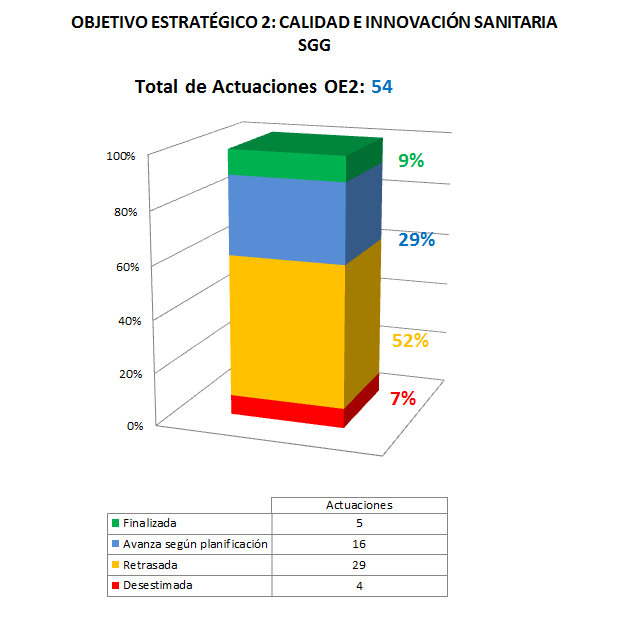 OBJETIVO ESTRATÉGICO 2: CALIDAD E INNOVACIÓN SANITARIA
SGG
Total de Actuaciones OE2: 54
100%
80%
60%
40%
20%
0%
9%
29%
52%
7%
Actuaciones
Finalizada 5
Avanza según planificación 16
Retrasada 29
Desestimada 4